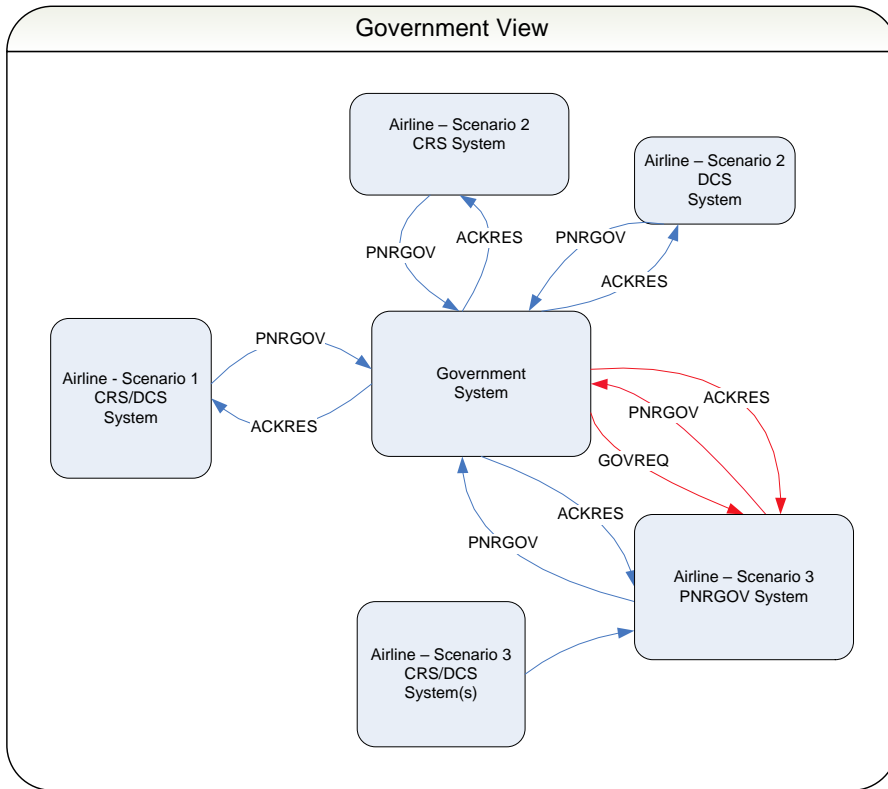 Government View
Airline – Scenario 2
CRS System
Airline – Scenario 2
DCS
System
PNRGOV
ACKRES
PNRGOV
ACKRES
Airline - Scenario 1
CRS/DCS
System
PNRGOV
ACKRES
Government
System
ACKRES
PNRGOV
GOVREQ
ACKRES
PNRGOV
Airline – Scenario 3
PNRGOV System
Airline – Scenario 3
CRS/DCS
System(s)